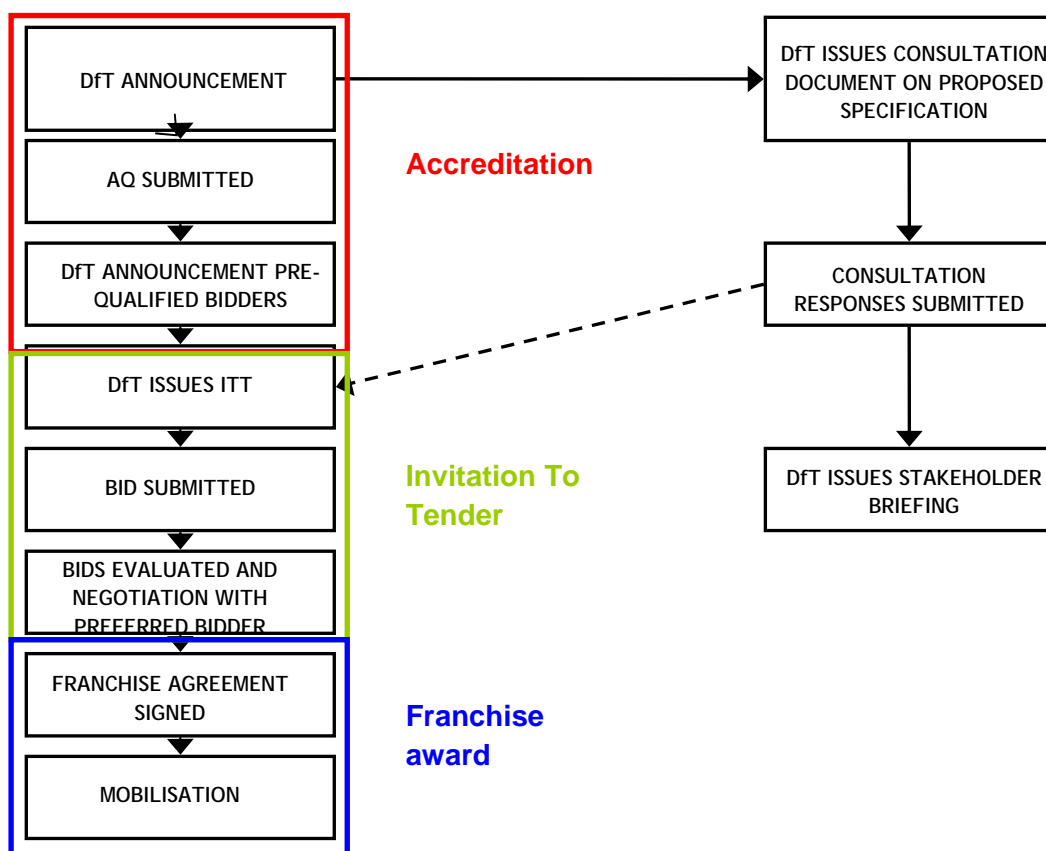 DfT ANNOUNCEMENT
AQ SUBMITTED
DfT ANNOUNCEMENT PRE-
QUALIFIED BIDDERS
DfT ISSUES ITT
BID SUBMITTED
BIDS EVALUATED AND
NEGOTIATION WITH
PREFERRED BIDDER
FRANCHISE AGREEMENT
SIGNED
MOBILISATION
Accreditation
Invitation To
Tender
Franchise
award
DfT ISSUES CONSULTATION
DOCUMENT ON PROPOSED
SPECIFICATION
CONSULTATION
RESPONSES SUBMITTED
DfT ISSUES STAKEHOLDER
BRIEFING